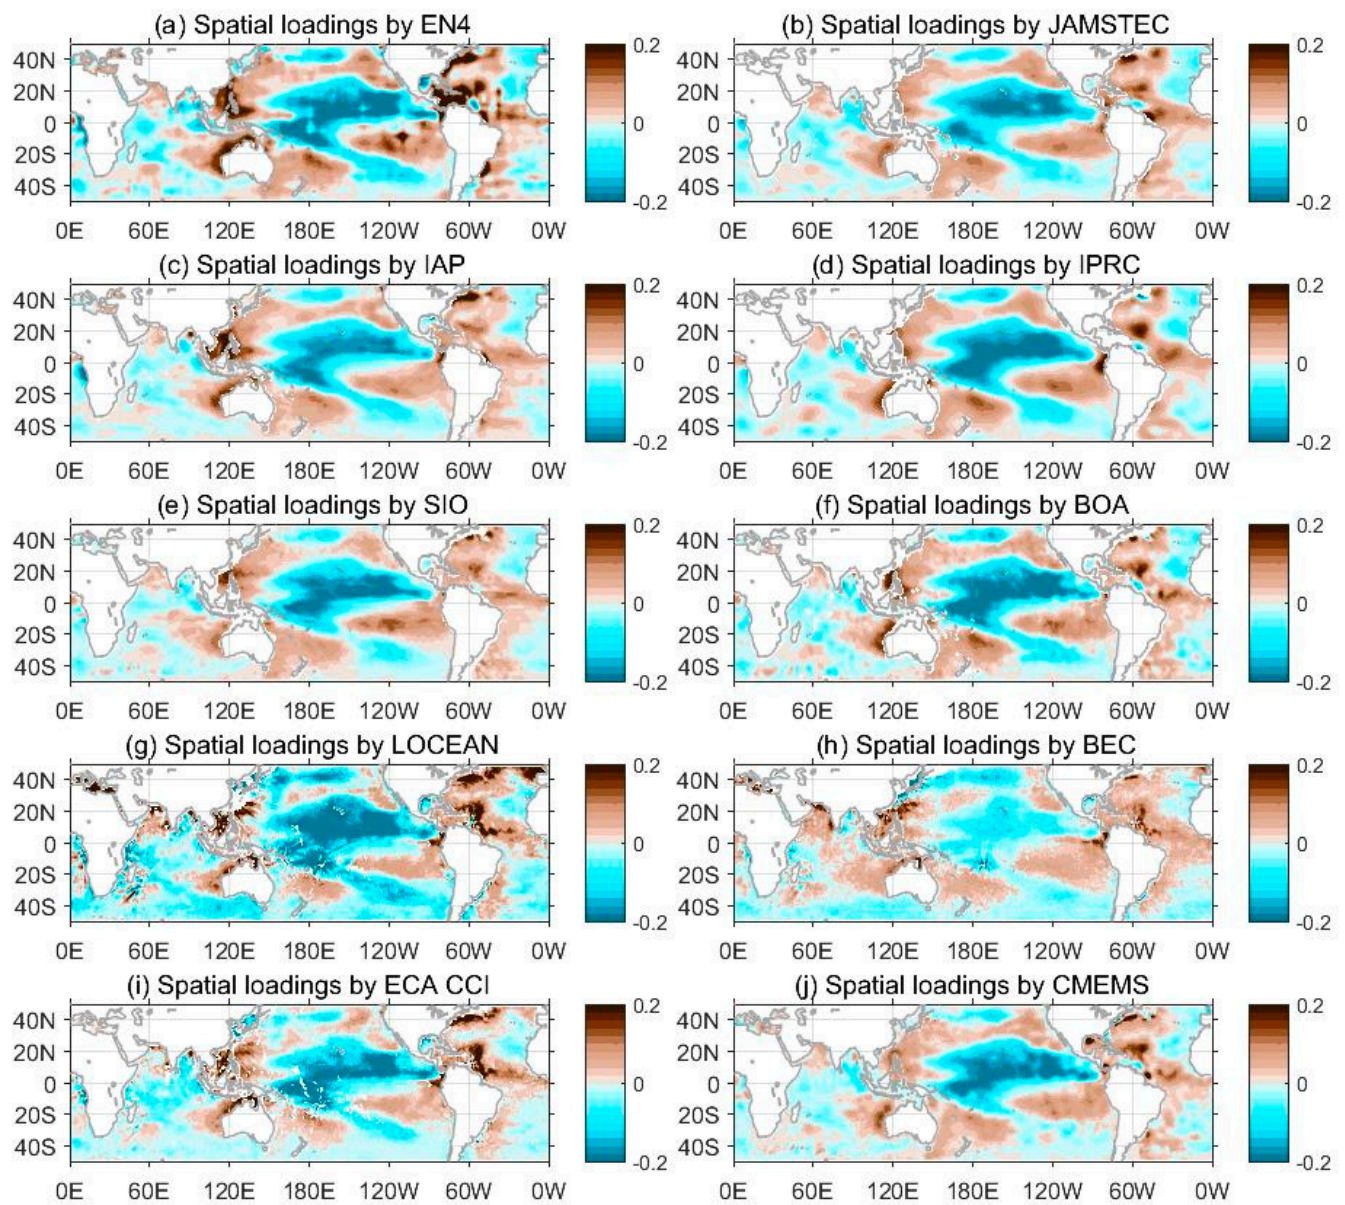 (a) Spatial loadings by EN4
(b) Spatial loadings by JAMSTEC
40N
20N
0
20S
40S
0E 60E 120E 180E 120W 60W 0W
0.2
0
-0.2
40N
20N
0
20S
40S
0E 60E 120E 180E 120W 60W 0W
0.2
0
-0.2
(c) Spatial loadings by IAP
(d) Spatial loadings by IPRC
40N
20N
0
20S
40S
0E 60E 120E 180E 120W 60W 0W
0.2
0
-0.2
40N
20N
0
20S
40S
0E 60E 120E 180E 120W 60W 0W
0.2
0
-0.2
(e) Spatial loadings by SIO
(f) Spatial loadings by BOA
40N
20N
0
20S
40S
0E 60E 120E 180E 120W 60W 0W
0.2
0
-0.2
40N
20N
0
20S
40S
0E 60E 120E 180E 120W 60W 0W
0.2
0
-0.2
(g) Spatial loadings by LOCEAN
(h) Spatial loadings by BEC
40N
20N
0
20S
40S
0E 60E 120E 180E 120W 60W 0W
0.2
0
-0.2
40N
20N
0
20S
40S
0E 60E 120E 180E 120W 60W 0W
0.2
0
-0.2
(i) Spatial loadings by ECA CCI
(j) Spatial loadings by CMEMS
40N
20N
0
20S
40S
0E 60E 120E 180E 120W 60W 0W
0.2
0
-0.2
40N
20N
0
20S
40S
0E 60E 120E 180E 120W 60W 0W
0.2
0
-0.2